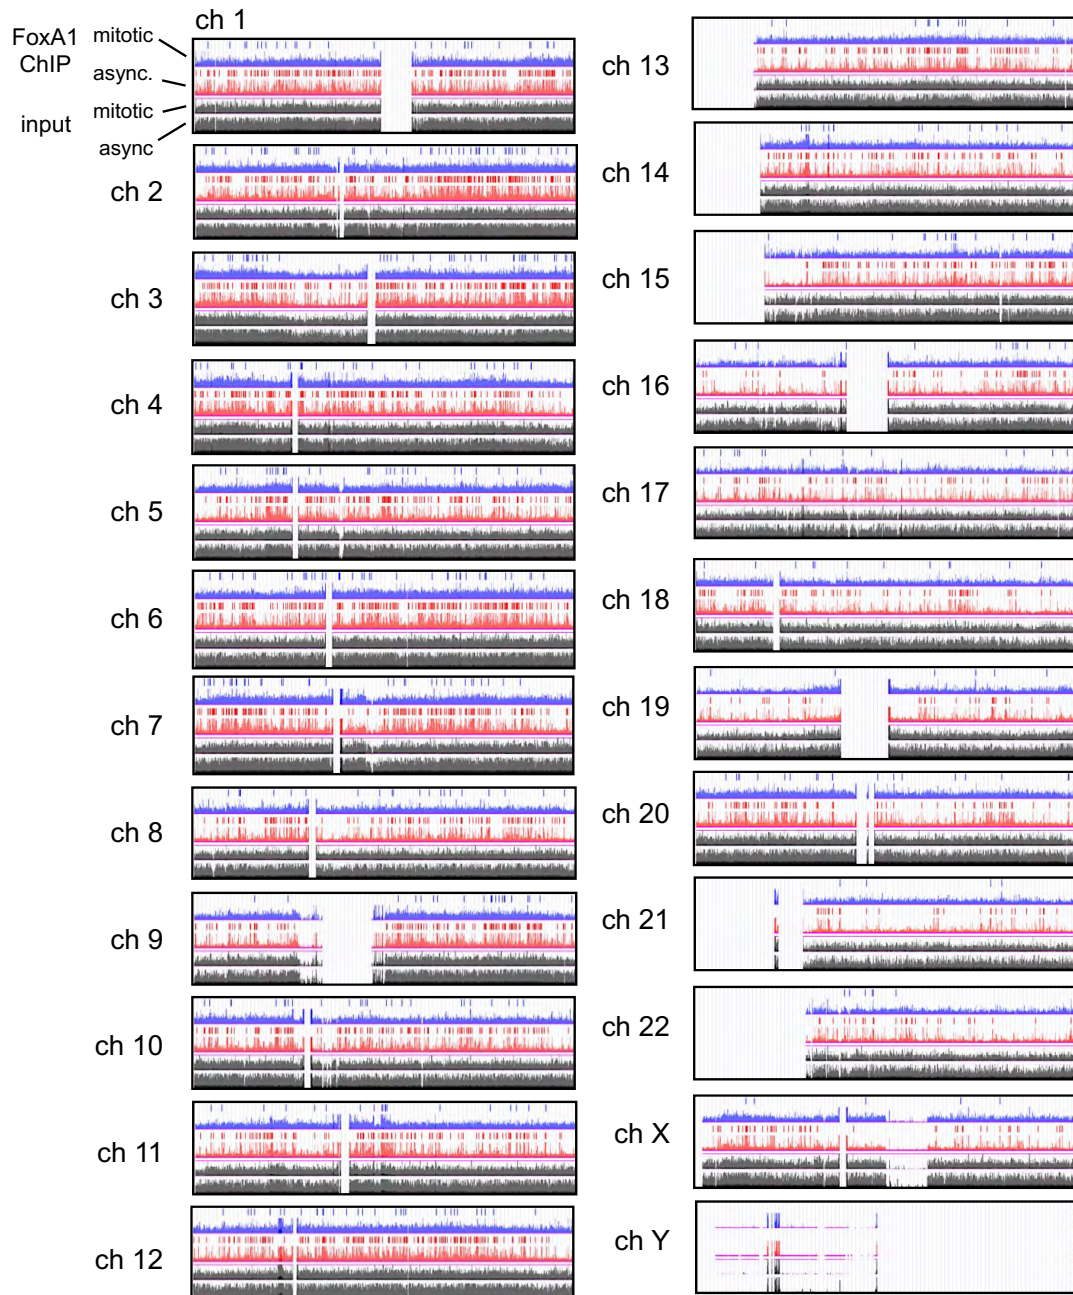 ch 1
FoxA1
ChIP
mitotic
async.
input
mitotic
async
ch 2
ch 3
ch 4
ch 5
ch 6
ch 7
ch 8
ch 9
ch 10
ch 11
ch 12
ch 13
ch 14
ch 15
ch 16
ch 17
ch 18
ch 19
ch 20
ch 21
ch 22
ch X
ch Y